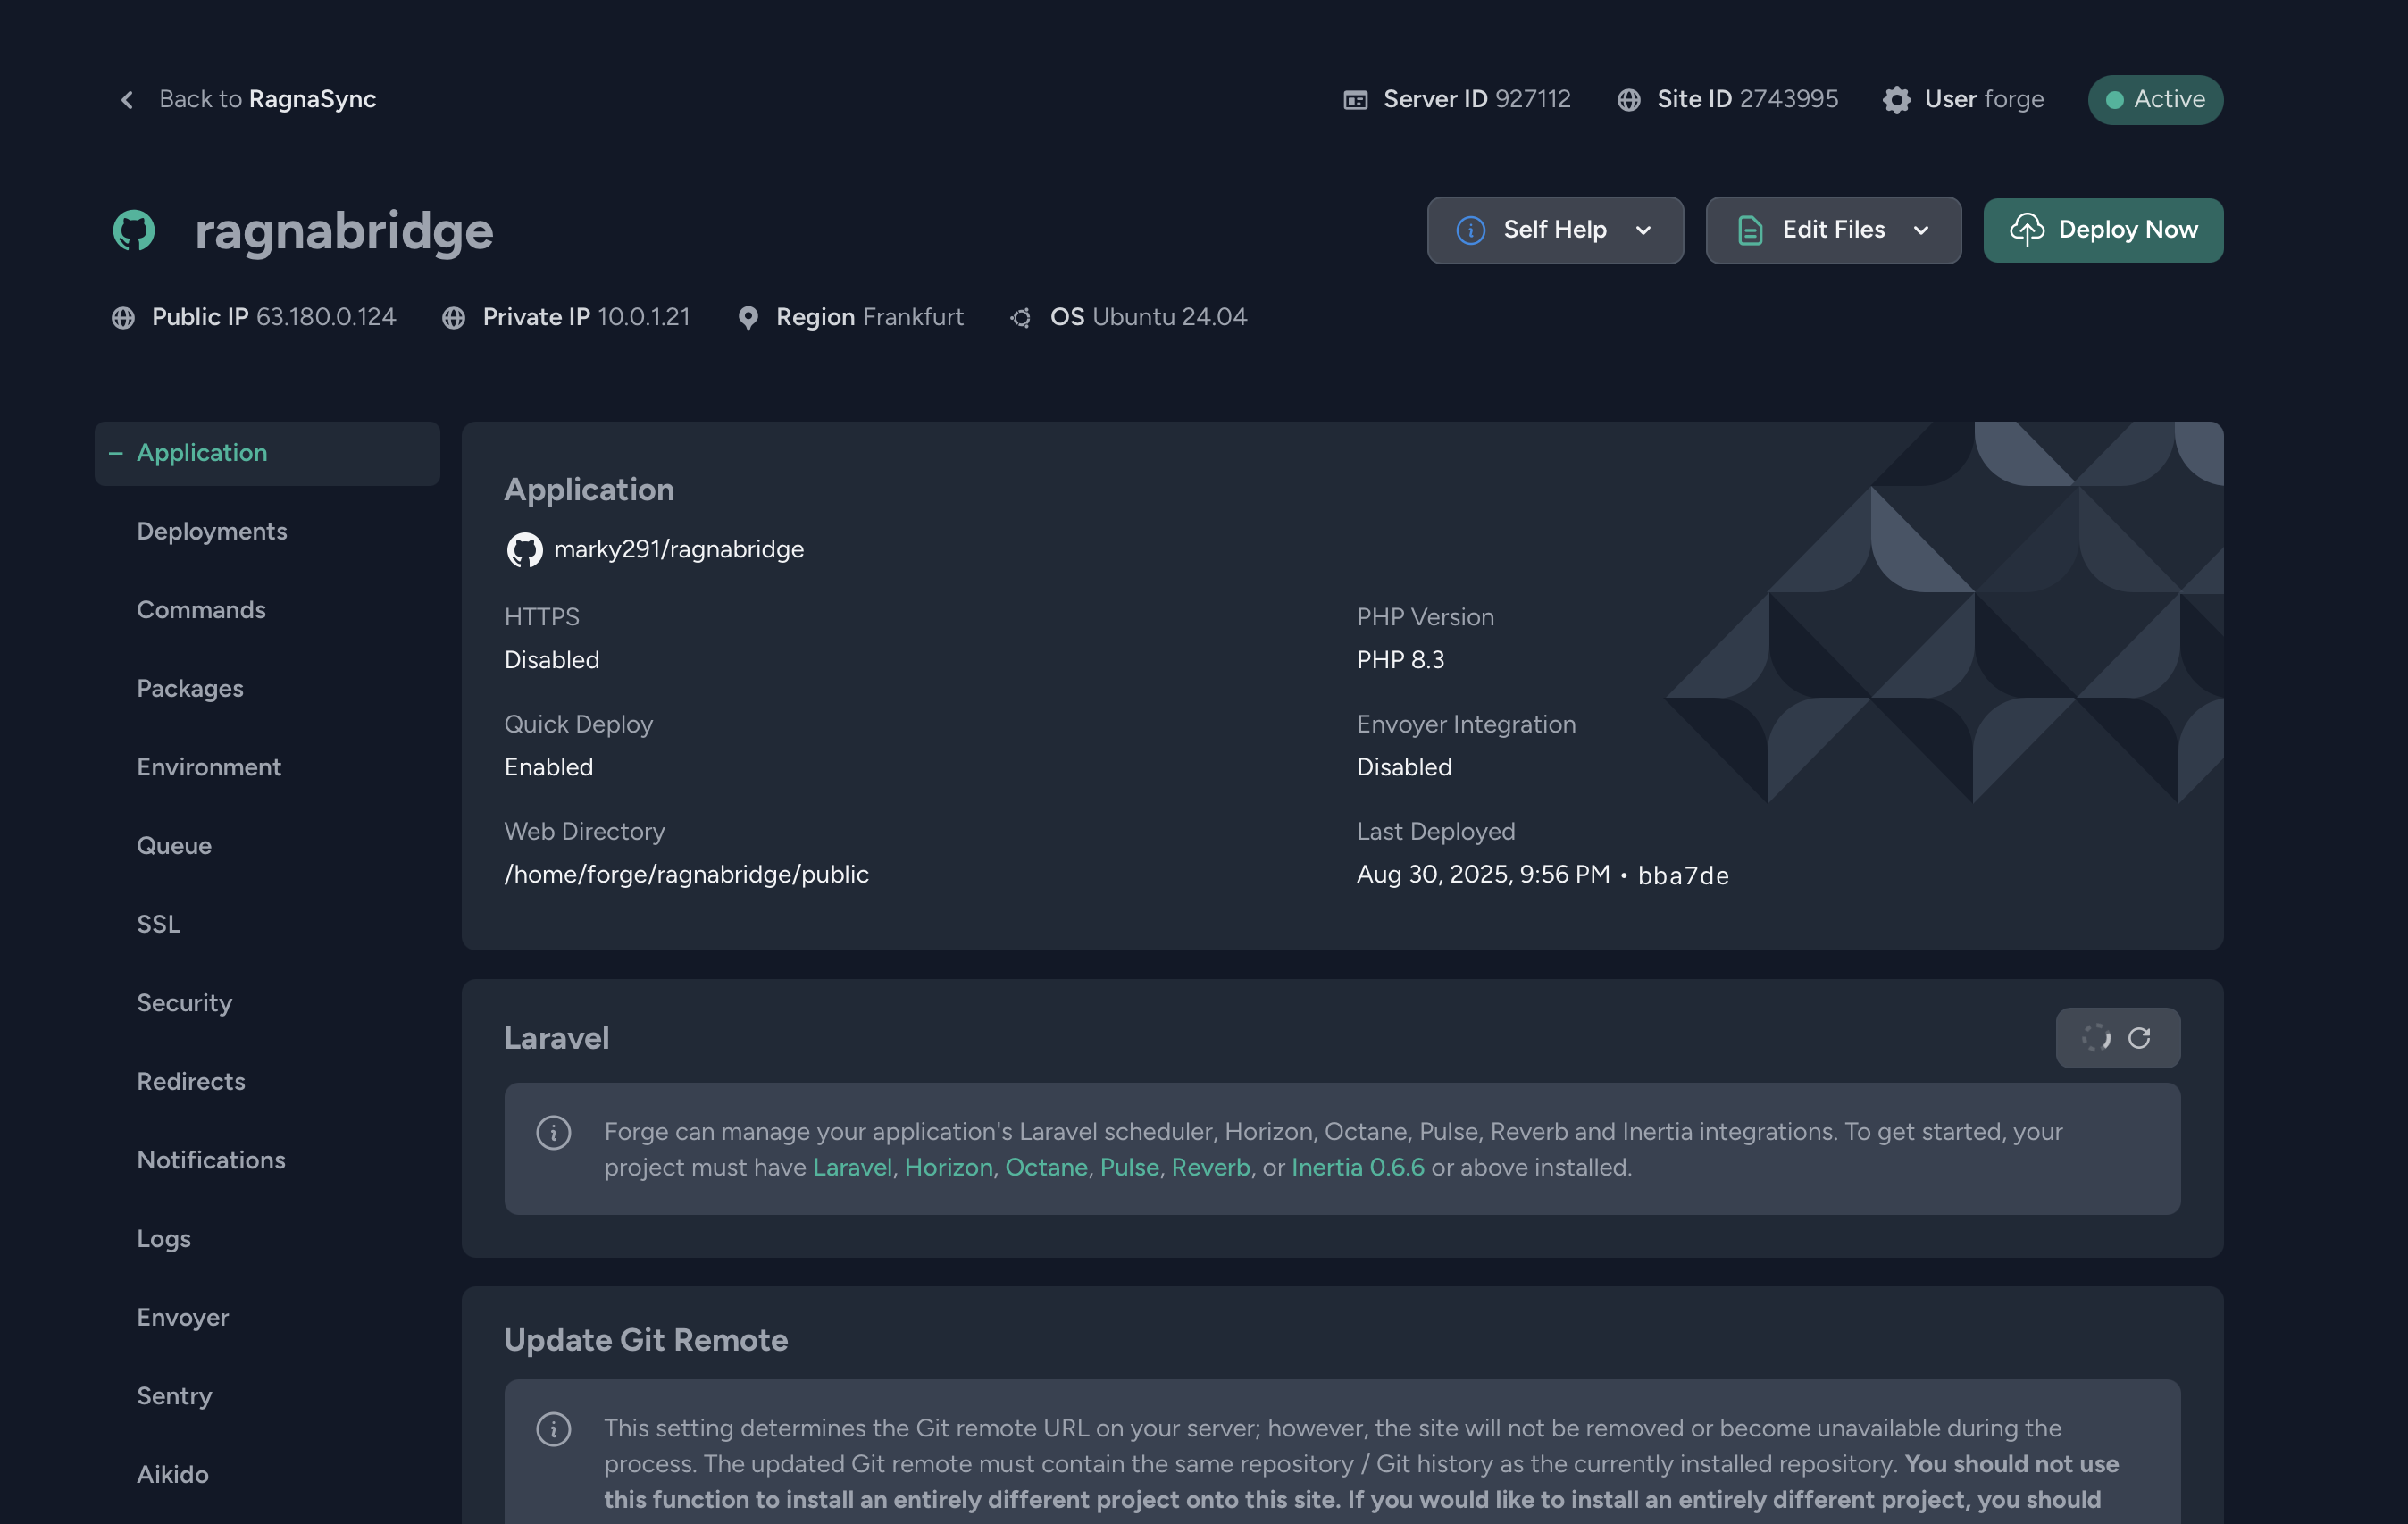 Back to RagnaSync
Server ID 927112
Site ID 2743995
User forge
Active
ragnabridge
Self Help
Edit Files
Deploy Now
Public IP 63.180.0.124
Private IP 10.0.1.21
Region Frankfurt
OS Ubuntu 24.04
Application
Deployments
Commands
Packages
Environment
Queue
SSL
Security
Redirects
Notifications
Logs
Envoyer
Sentry
Aikido
Application
marky291/ragnabridge
HTTPS
Disabled
PHP Version
PHP 8.3
Quick Deploy
Enabled
Envoyer Integration
Disabled
Web Directory
/home/forge/ragnabridge/public
Last Deployed
Aug 30, 2025, 9:56 PM • bba7de
Laravel
Forge can manage your application's Laravel scheduler, Horizon, Octane, Pulse, Reverb and Inertia integrations. To get started, your
project must have Laravel, Horizon, Octane, Pulse, Reverb, or Inertia 0.6.6 or above installed.
Update Git Remote
This setting determines the Git remote URL on your server; however, the site will not be removed or become unavailable during the
process. The updated Git remote must contain the same repository / Git history as the currently installed repository. You should not use
this function to install an entirely different project onto this site. If you would like to install an entirely different project, you should